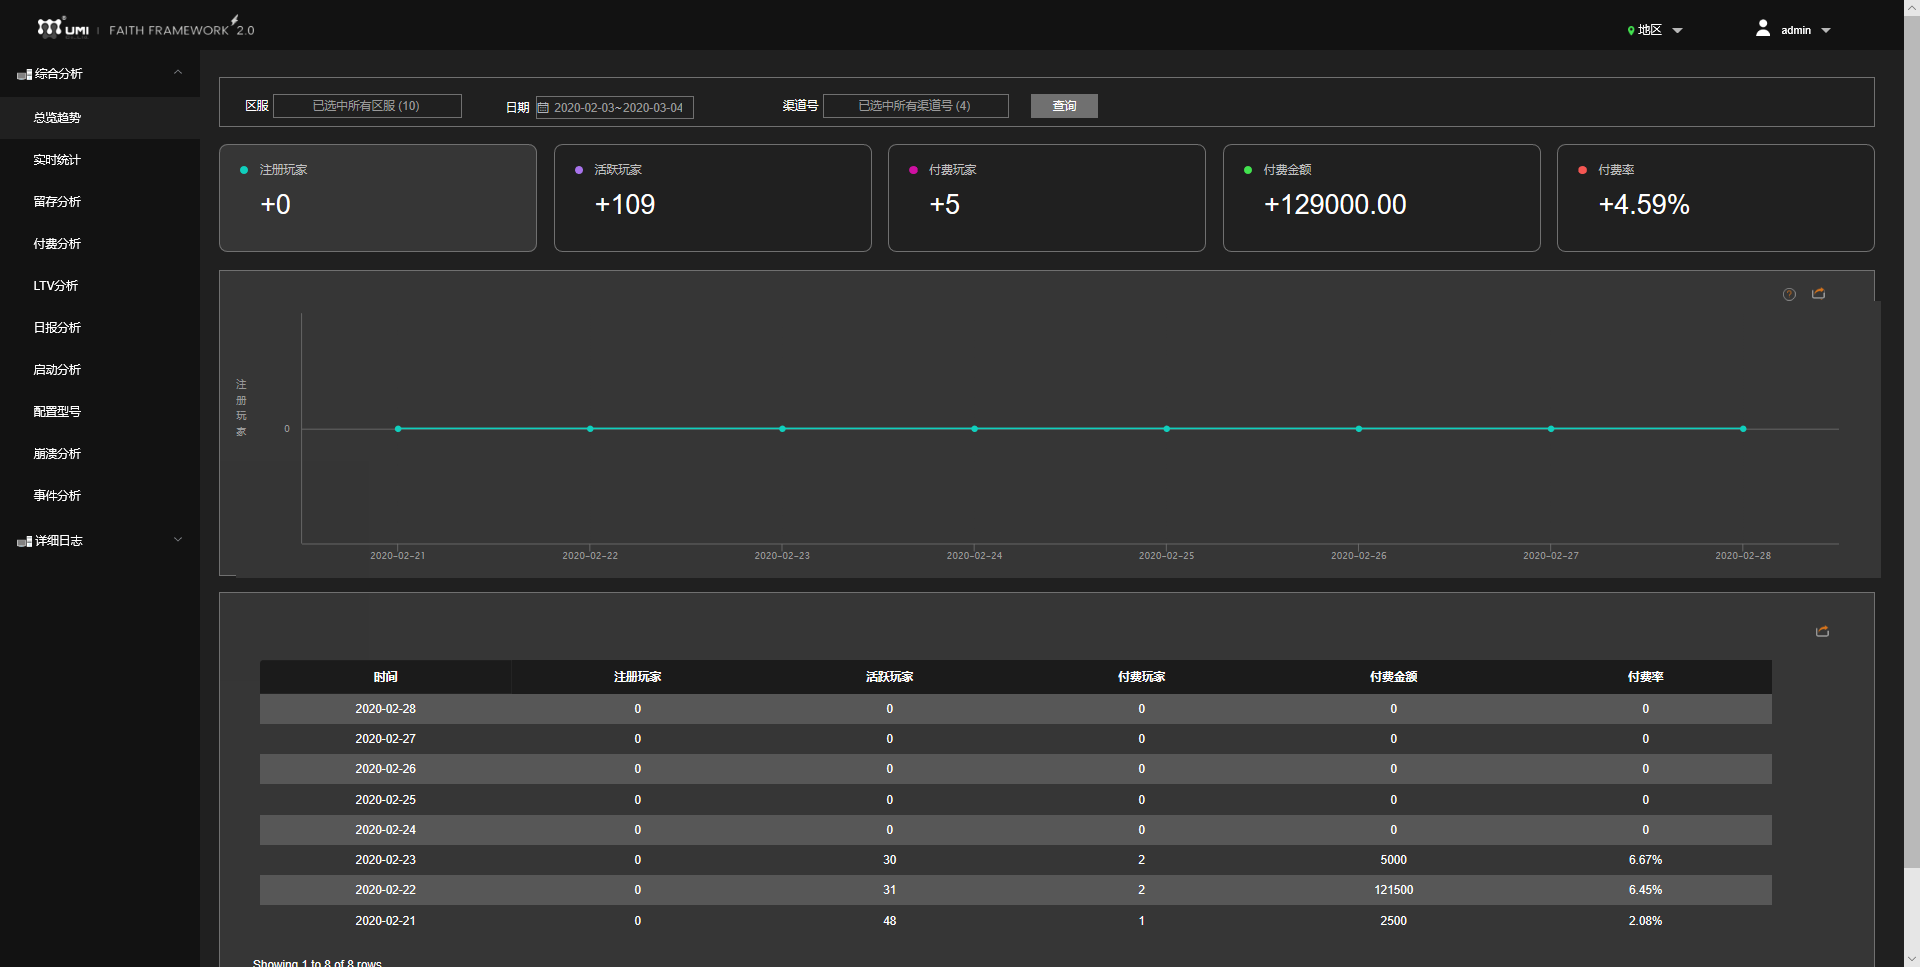 UMI | FAITH FRAMEWORK 2.0
地区
admin
综合分析
总览趋势
实时统计
留存分析
付费分析
LTV分析
日报分析
启动分析
配置型号
崩溃分析
事件分析
详细日志
区服 已选中所有区服 (10) 日期 2020-02-03~2020-03-04 渠道号 已选中所有渠道号 (4) 查询
注册玩家
+0
活跃玩家
+109
付费玩家
+5
付费金额
+129000.00
付费率
+4.59%
注册玩家
0
2020-02-21 2020-02-22 2020-02-23 2020-02-24 2020-02-25 2020-02-26 2020-02-27 2020-02-28
时间 注册玩家 活跃玩家 付费玩家 付费金额 付费率
2020-02-28 0 0 0 0 0
2020-02-27 0 0 0 0 0
2020-02-26 0 0 0 0 0
2020-02-25 0 0 0 0 0
2020-02-24 0 0 0 0 0
2020-02-23 0 30 2 5000 6.67%
2020-02-22 0 31 2 121500 6.45%
2020-02-21 0 48 1 2500 2.08%
Showing 1 to 8 of 8 rows